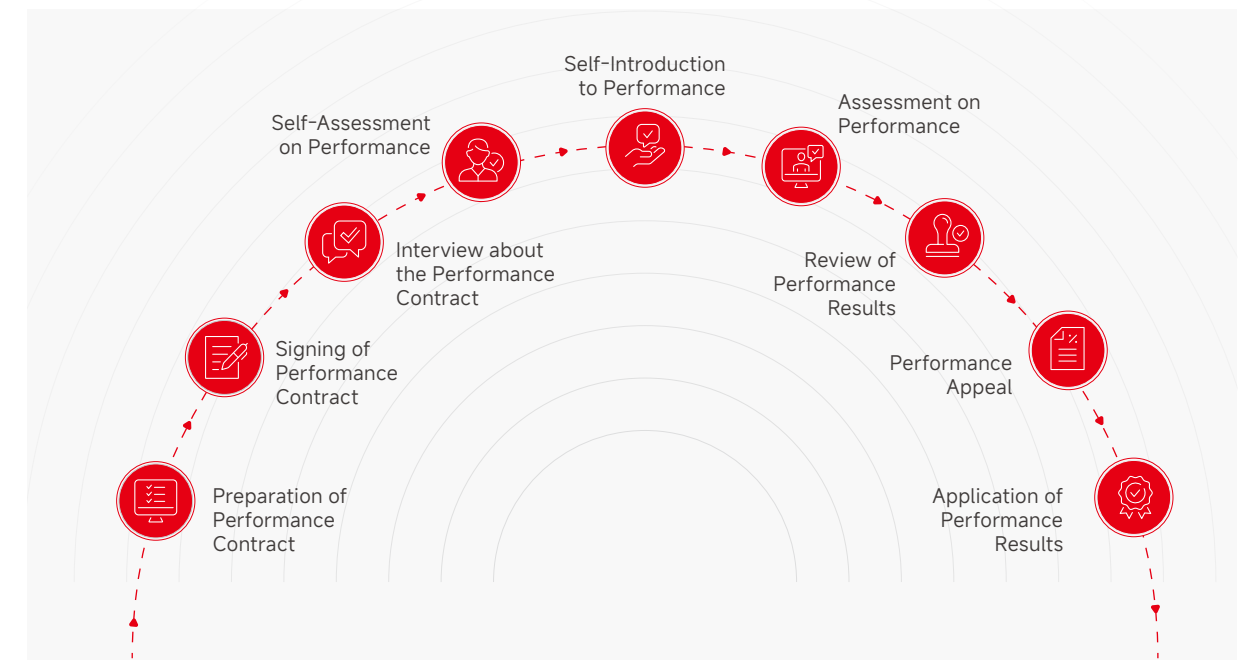 Preparation of
Performance
Contract
Signing of
Performance
Contract
Interview about
the Performance
Contract
Self-Assessment
on Performance
Self-Introduction
to Performance
Assessment on
Performance
Review of
Performance
Results
Performance
Appeal
Application of
Performance
Results